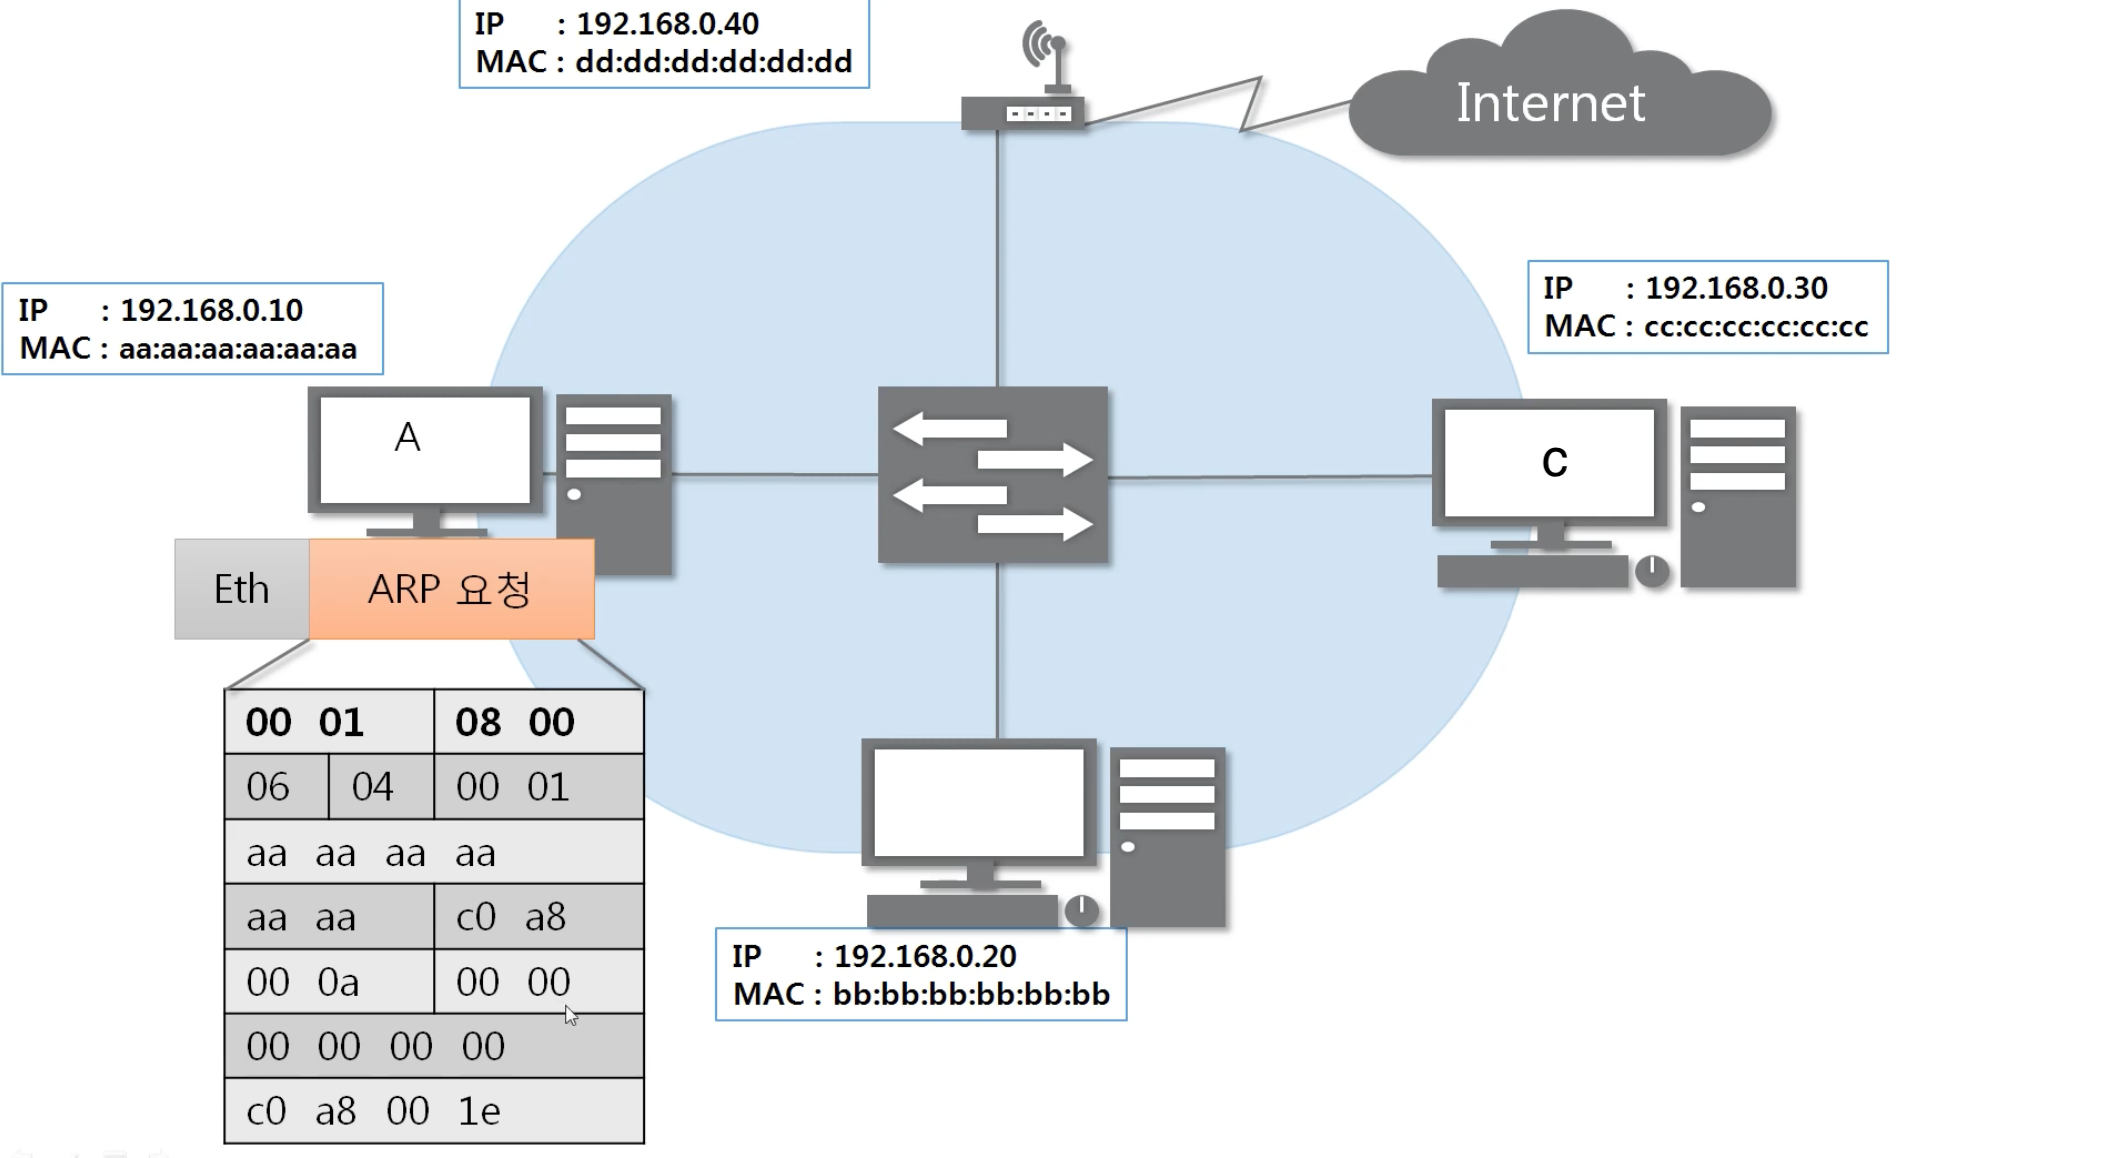 IP : 192.168.0.40
MAC : dd:dd:dd:dd:dd:dd
Internet
IP : 192.168.0.10
MAC : aa:aa:aa:aa:aa:aa
IP : 192.168.0.30
MAC : cc:cc:cc:cc:cc:cc
A
C
Eth ARP 요청
00 01 08 00
06 04 00 01
aa aa aa aa
aa aa c0 a8
00 0a 00 00
00 00 00 00
c0 a8 00 1e
IP : 192.168.0.20
MAC : bb:bb:bb:bb:bb:bb